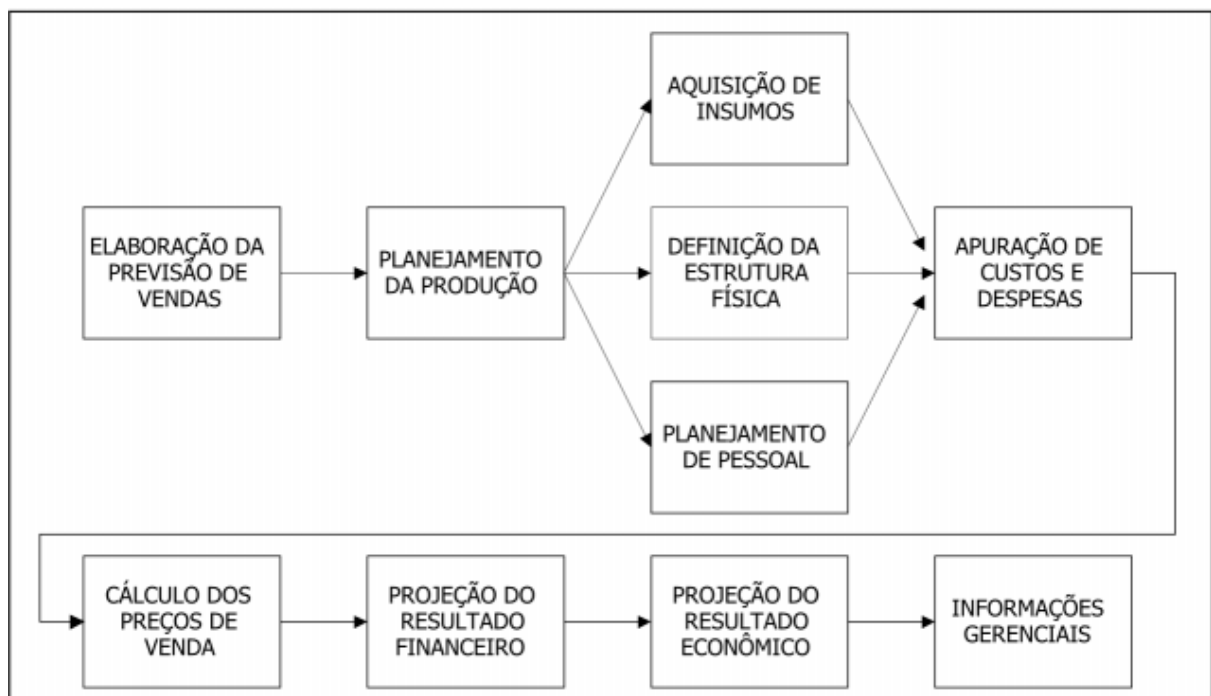 AQUISIÇÃO DE
INSUMOS
ELABORAÇÃO DA
PREVISÃO DE
VENDAS
PLANEJAMENTO
DA PRODUÇÃO
DEFINIÇÃO DA
ESTRUTURA
FÍSICA
APURAÇÃO DE
CUSTOS E
DESPESAS
PLANEJAMENTO
DE PESSOAL
CÁLCULO DOS
PREÇOS DE
VENDA
PROJEÇÃO DO
RESULTADO
FINANCEIRO
PROJEÇÃO DO
RESULTADO
ECONÔMICO
INFORMAÇÕES
GERENCIAIS